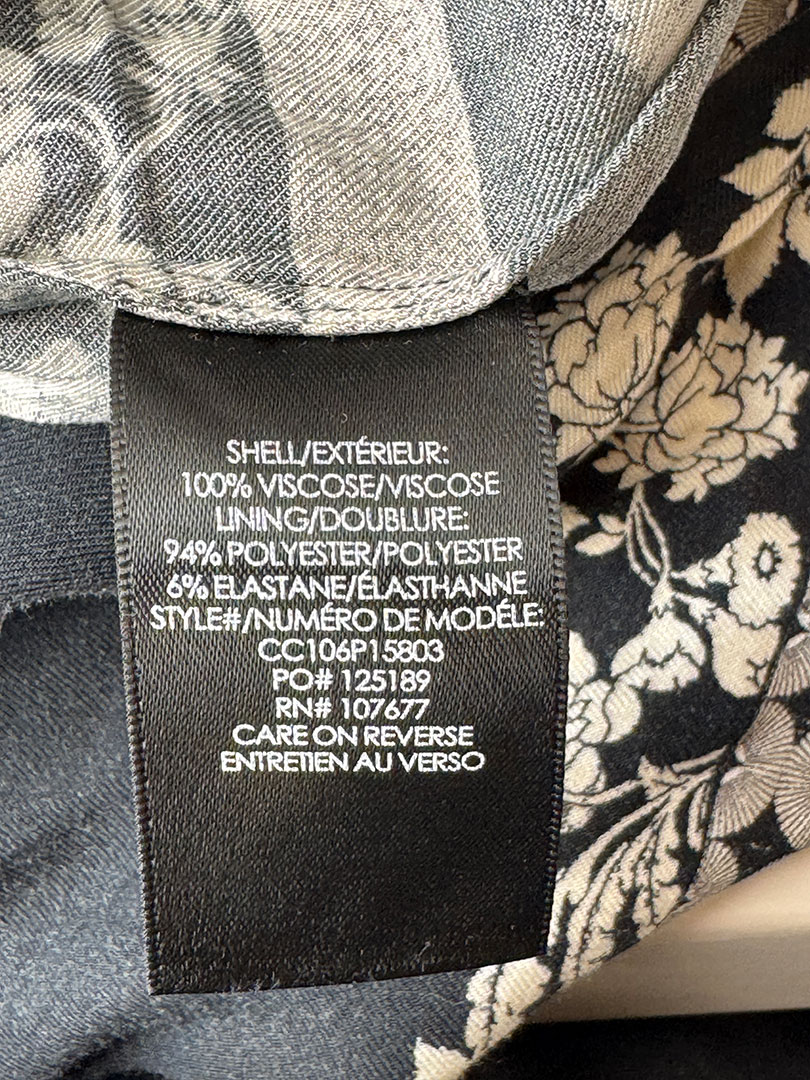 SHELL/EXTÉRIEUR:
100% VISCOSE/VISCOSE
LINING/DOUBLURE:
94% POLYESTER/POLYESTER
6% ELASTANE/ÉLASTHANNE
STYLE#/NUMÉRO DE MODÉLE:
CC106P15803
PO# 125189
RN# 107677
CARE ON REVERSE
ENTRETIEN AU VERSO